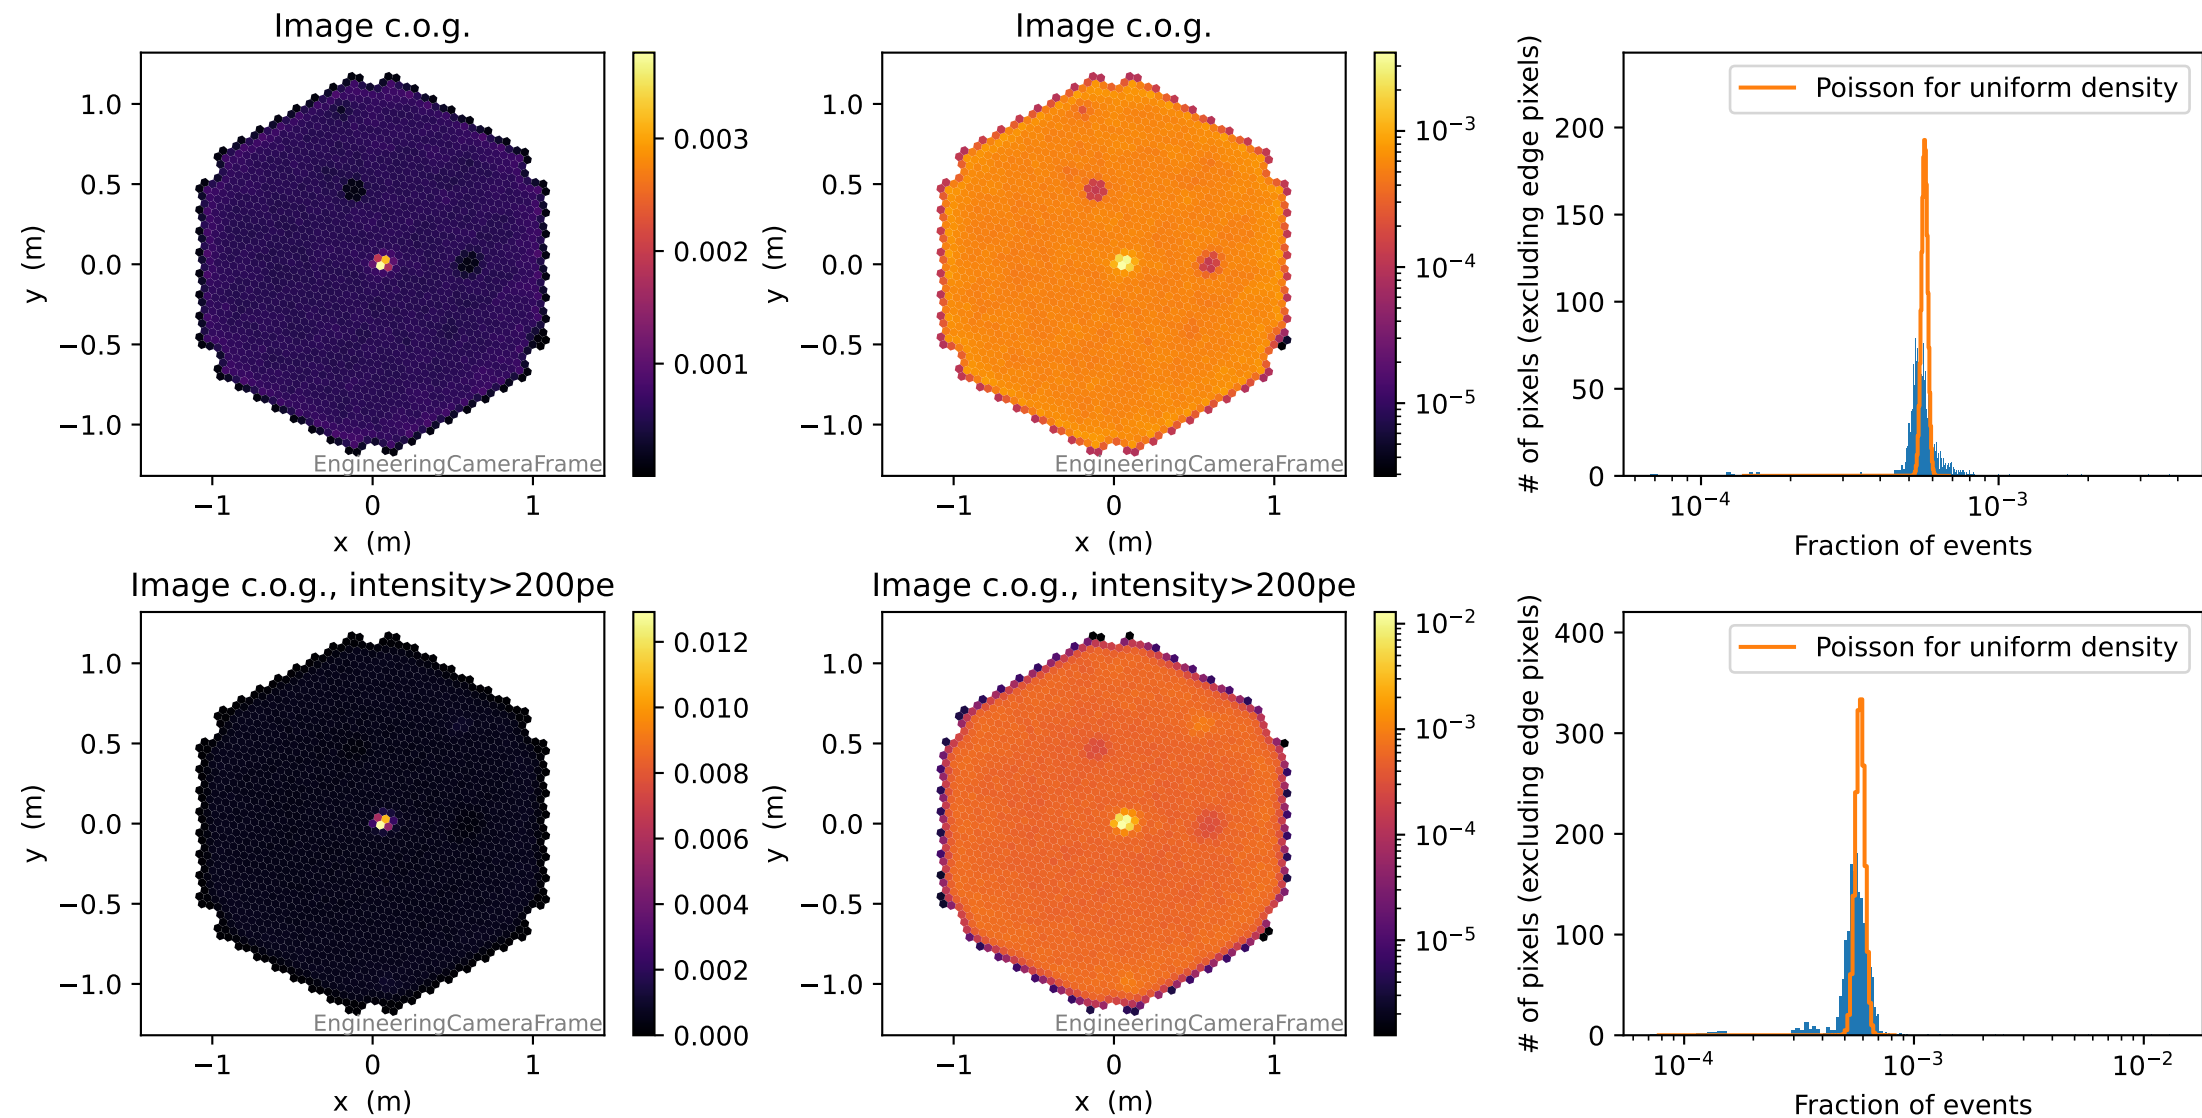 Image c.o.g.
1.0
0.5
0.0
−0.5
−1.0
y (m)
−1
0
1
x (m)
EngineeringCameraFrame
0.003
0.002
0.001
Image c.o.g.
1.0
0.5
0.0
−0.5
−1.0
y (m)
−1
0
1
x (m)
EngineeringCameraFrame
10⁻³
10⁻⁴
10⁻⁵
Poisson for uniform density
200
150
100
50
0
# of pixels (excluding edge pixels)
10⁻⁴
10⁻³
Fraction of events
Image c.o.g., intensity>200pe
1.0
0.5
0.0
−0.5
−1.0
y (m)
−1
0
1
x (m)
EngineeringCameraFrame
0.012
0.010
0.008
0.006
0.004
0.002
0.000
Image c.o.g., intensity>200pe
1.0
0.5
0.0
−0.5
−1.0
y (m)
−1
0
1
x (m)
EngineeringCameraFrame
10⁻²
10⁻³
10⁻⁴
10⁻⁵
Poisson for uniform density
400
300
200
100
0
# of pixels (excluding edge pixels)
10⁻⁴
10⁻³
10⁻²
Fraction of events